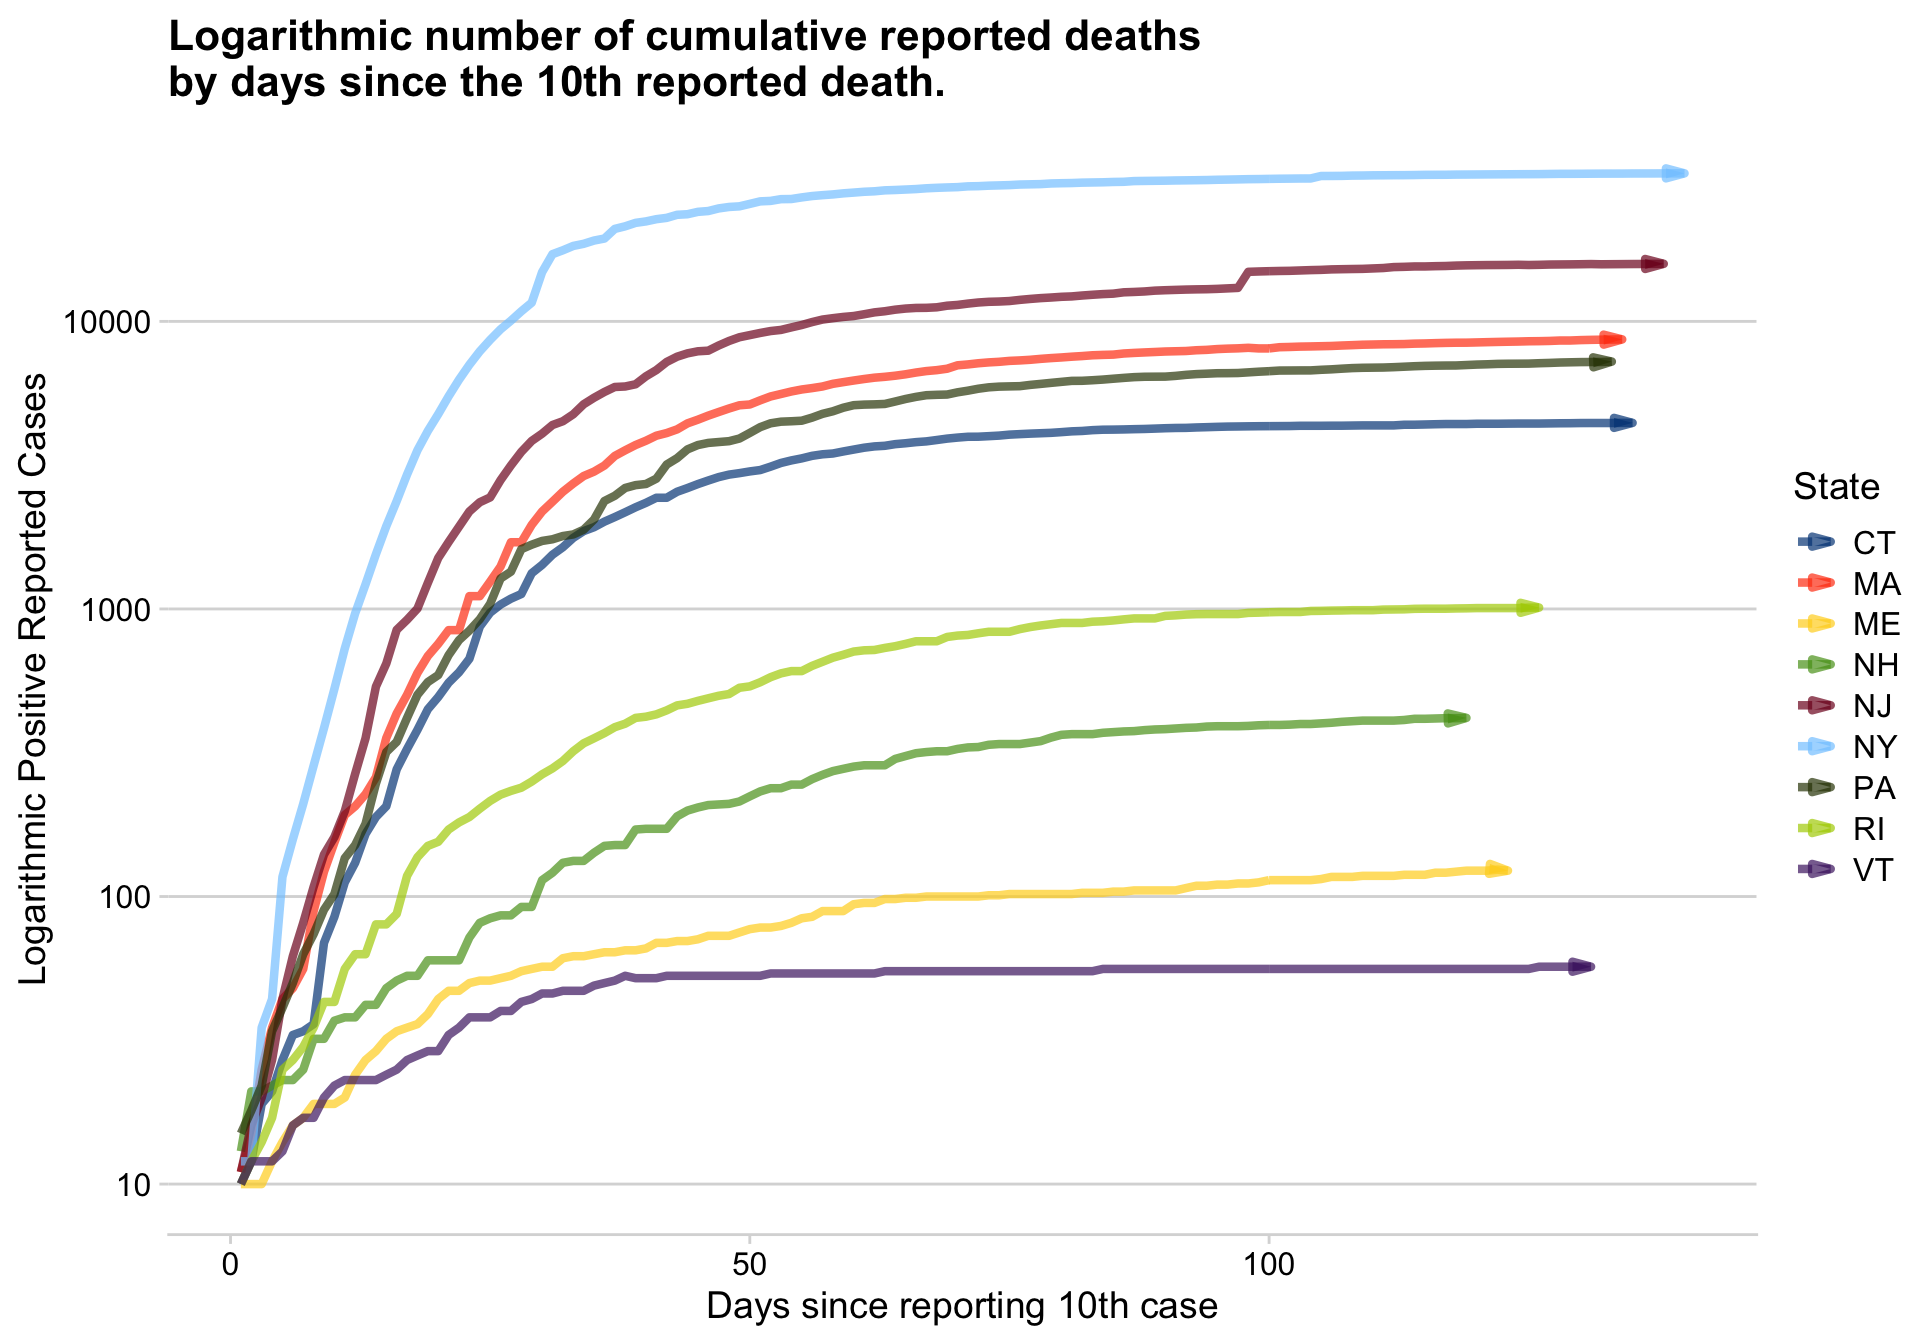 Logarithmic number of cumulative reported deaths
by days since the 10th reported death.
Logarithmic Positive Reported Cases
10000
1000
100
10
0
50
100
Days since reporting 10th case
State
CT
MA
ME
NH
NJ
NY
PA
RI
VT